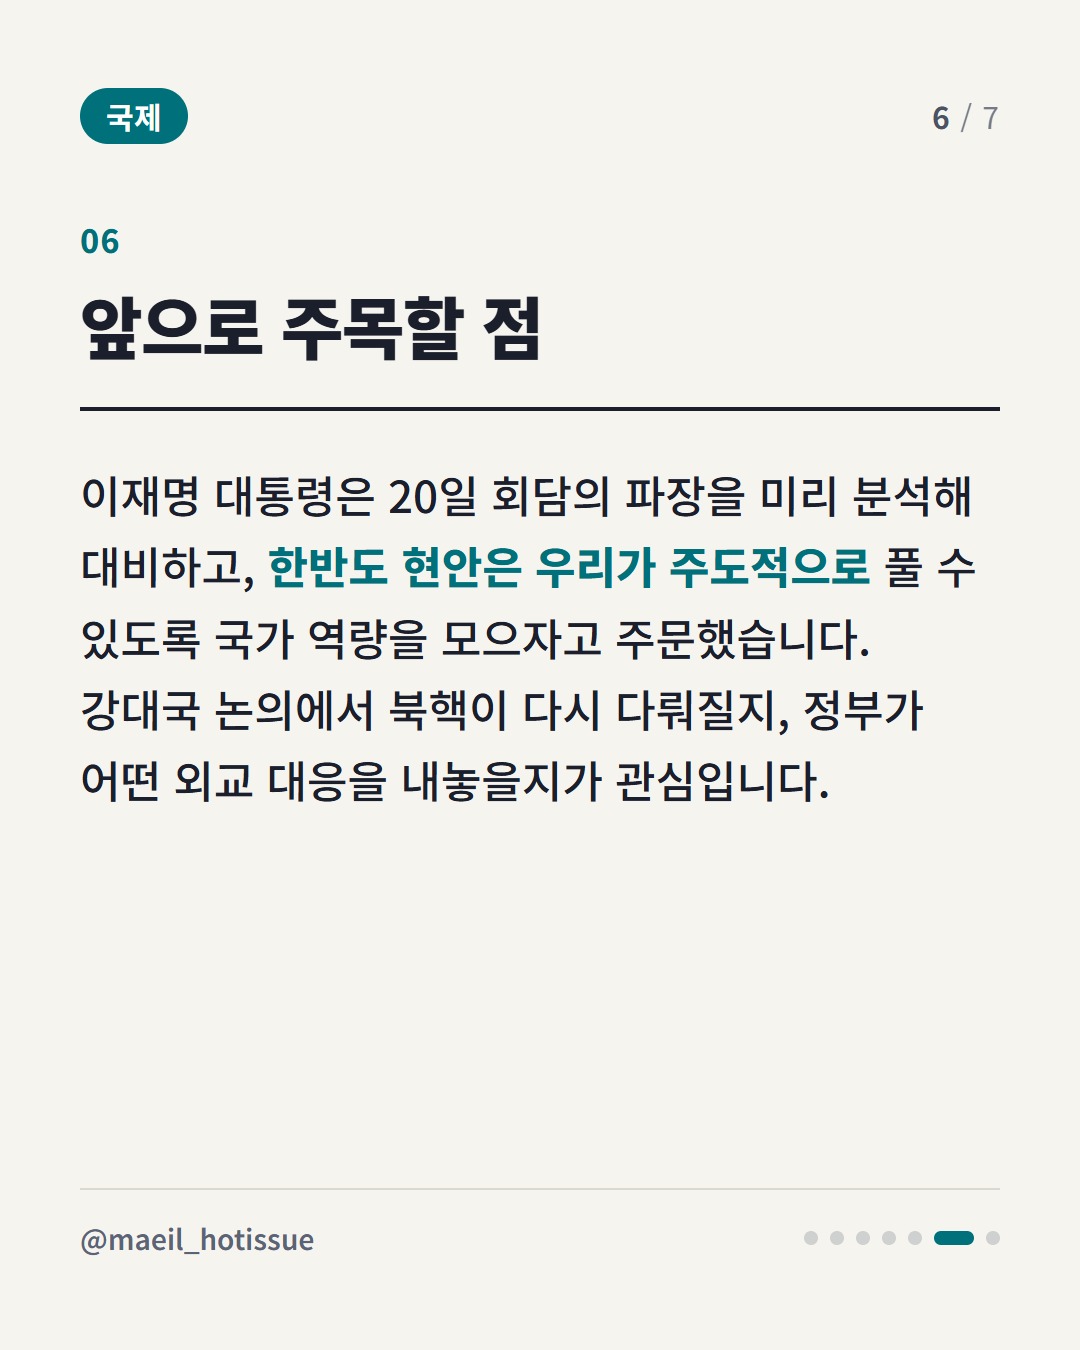 국제
6 / 7
06
앞으로 주목할 점
이재명 대통령은 20일 회담의 파장을 미리 분석해
대비하고, 한반도 현안은 우리가 주도적으로 풀 수
있도록 국가 역량을 모으자고 주문했습니다.
강대국 논의에서 북핵이 다시 다뤄질지, 정부가
어떤 외교 대응을 내놓을지가 관심입니다.
@maeil_hotissue